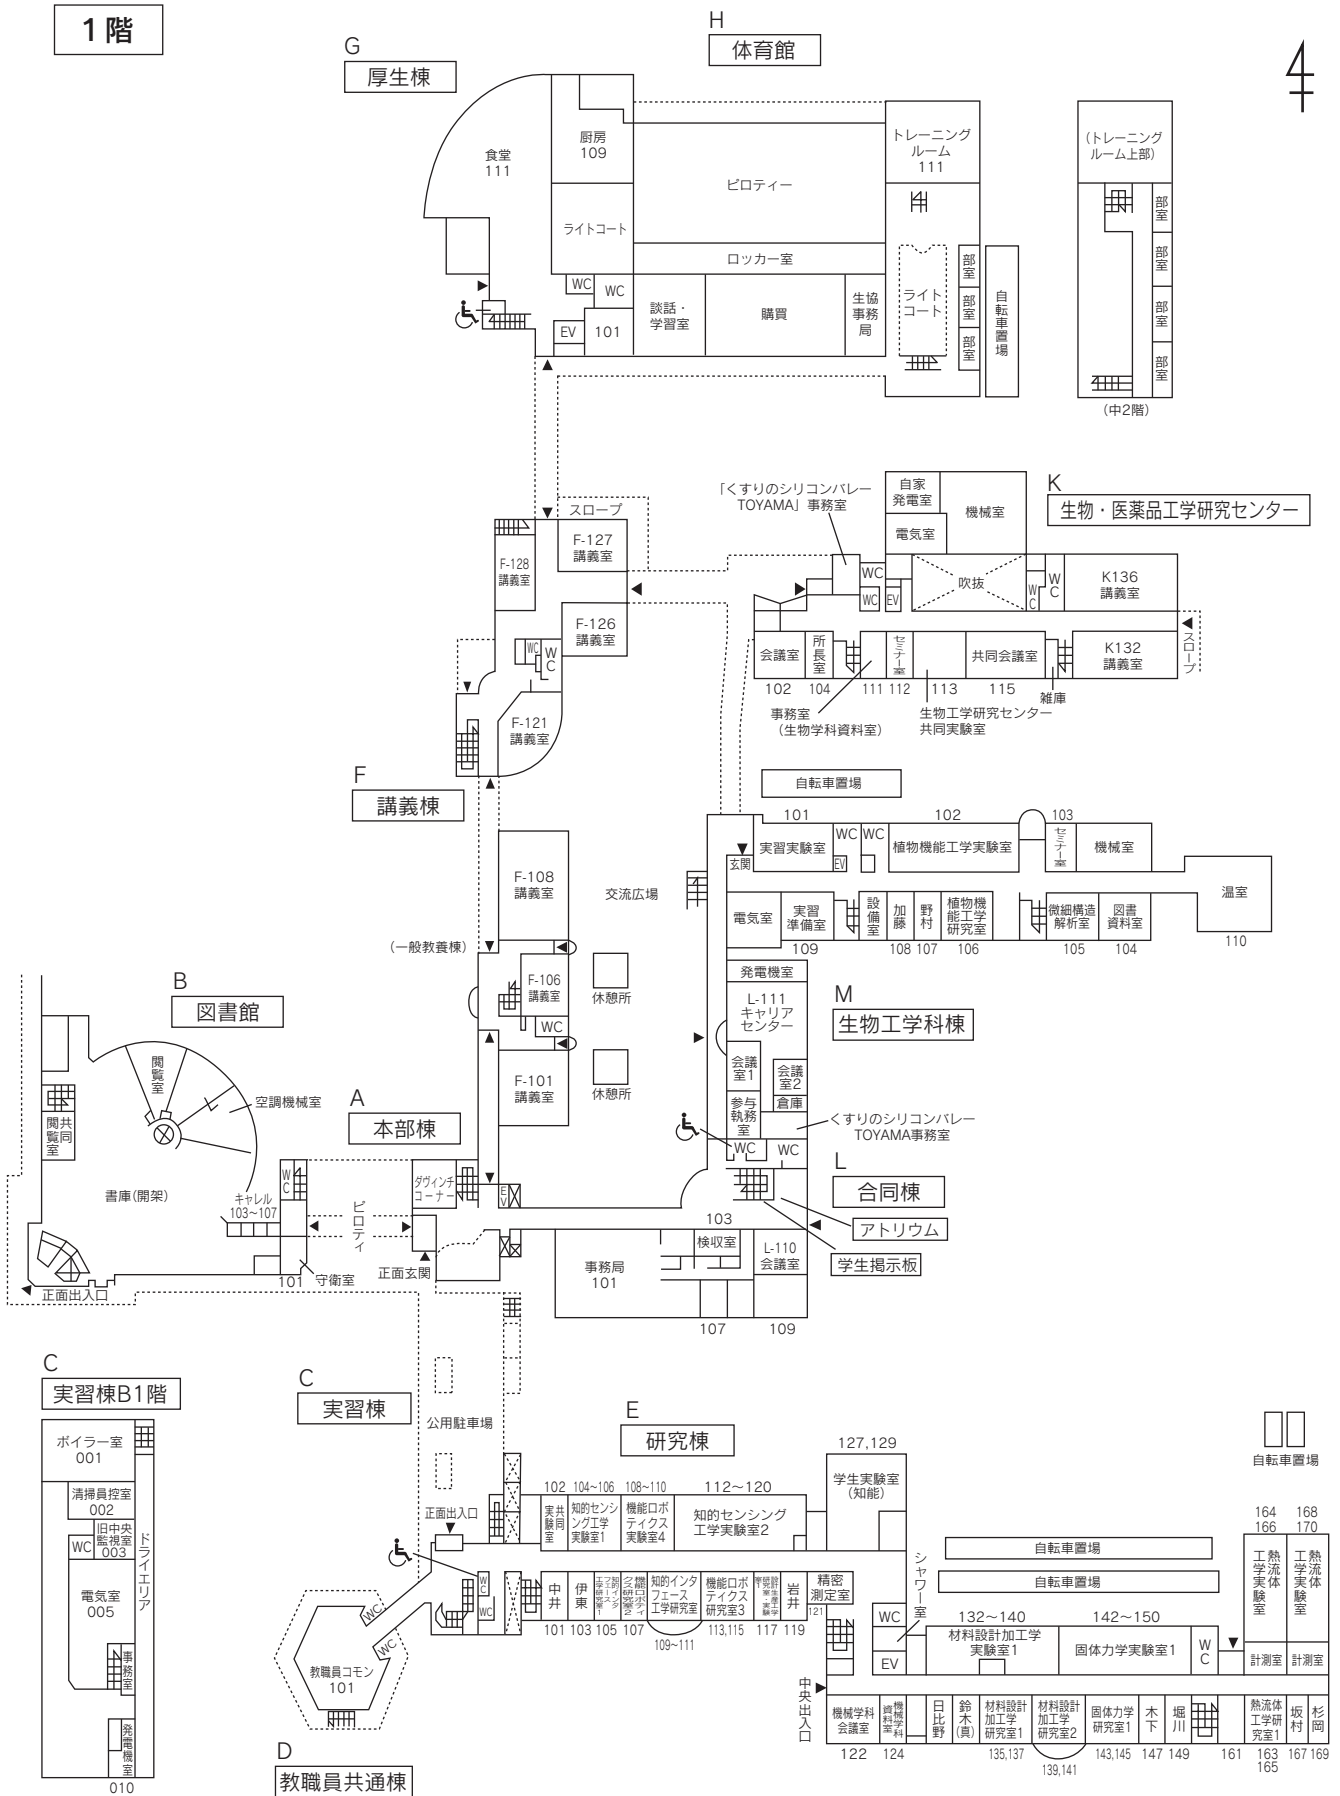 1階
H
体育館
G
厚生棟
食堂
111
厨房
109
ピロティー
トレーニング
ルーム
111
(トレーニング
ルーム上部)
部室
部室
部室
部室
(中2階)
ライトコート
ロッカー室
WC
WC
EV
101
談話・
学習室
購買
生協
事務
局
ライト
コート
部室
部室
部室
自転車置場
スロープ
F-127
講義室
F-128
講義室
F-126
講義室
WC
WC
F-121
講義室
F
講義棟
「くすりのシリコンバレー
TOYAMA」事務室
自家
発電室
電気室
機械室
K
生物・医薬品工学研究センター
WC
WC
EV
吹抜
WC
WC
K136
講義室
スロープ
会議室
102
所長室
104
111
セミナー室
112
113
共同会議室
115
K132
講義室
雑庫
事務室
(生物学科資料室)
生物工学研究センター
共同実験室
自転車置場
101
実習実験室
玄関
WC
WC
EV
102
植物機能工学実験室
103
セミナー室
機械室
温室
110
電気室
実習
準備室
109
設備室
加藤
108
野村
107
植物機
能工学
研究室
106
微細構造
解析室
105
図書
資料室
104
F-108
講義室
交流広場
(一般教養棟)
F-106
講義室
WC
休憩所
F-101
講義室
休憩所
発電機室
L-111
キャリア
センター
会議
室1
会議
室2
参与
執務
室
倉庫
WC
WC
M
生物工学科棟
くすりのシリコンバレー
TOYAMA事務室
L
合同棟
アトリウム
学生掲示板
B
図書館
閲覧室
空調機械室
共同閲覧室
書庫(開架)
キャレル
103~107
WC
101
守衛室
正面出入口
A
本部棟
ピロティ
ダヴィンチ
コーナー
EV
正面玄関
事務局
101
103
検収室
L-110
会議室
107
109
C
実習棟B1階
ボイラー室
001
清掃員控室
002
旧中央
監視室
003
WC
電気室
005
ドライエリア
事務室
発電機室
010
C
実習棟
公用駐車場
正面出入口
WC
WC
WC
WC
教職員コモン
101
D
教職員共通棟
E
研究棟
102
共同実験室
104~106
知的センシ
ング工学
実験室1
108~110
機能ロボ
ティクス
実験室4
112~120
知的センシング
工学実験室2
127,129
学生実験室
(知能)
中井
101
伊東
103
105
107
知的インタ
フェース
工学研究室
109~111
機能ロボ
ティクス
研究室3
113,115
117
岩井
119
精密
測定室
121
シャワー室
WC
EV
自転車置場
自転車置場
自転車置場
132~140
材料設計加工学
実験室1
142~150
固体力学実験室1
WC
164
166
熱流体工学実験室
168
170
熱流体工学実験室
計測室
計測室
中央出入口
機械学科
会議室
122
機械学科資料室
124
日比野
鈴木(真)
材料設計
加工学
研究室1
135,137
材料設計
加工学
研究室2
139,141
固体力学
研究室1
143,145
木下
147
堀川
149
161
熱流体
工学研
究室1
163
165
坂村
167
杉岡
169